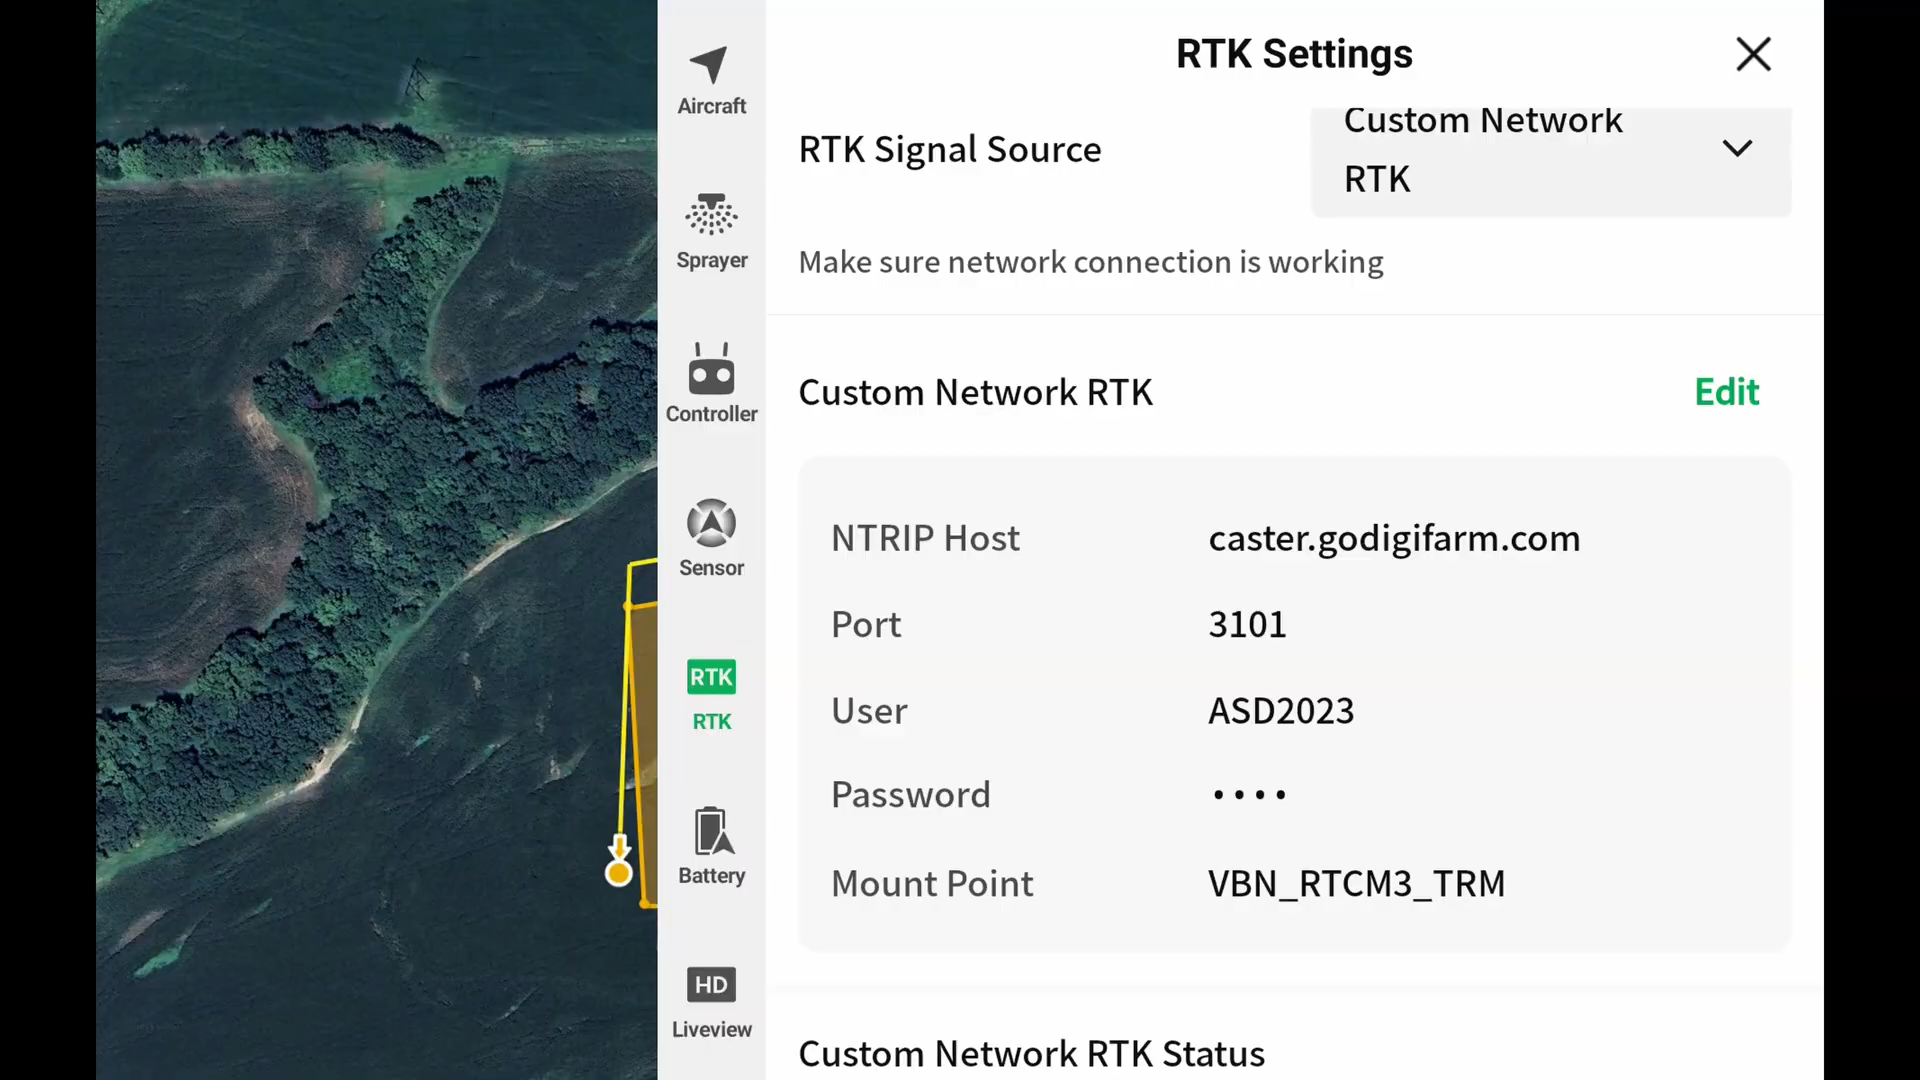 RTK Settings
Aircraft
Sprayer
Controller
Sensor
RTK
RTK
Battery
HD
Liveview
RTK Signal Source
Custom Network
RTK
Make sure network connection is working
Custom Network RTK
Edit
NTRIP Host caster.godigifarm.com
Port 3101
User ASD2023
Password ••••
Mount Point VBN_RTCM3_TRM
Custom Network RTK Status